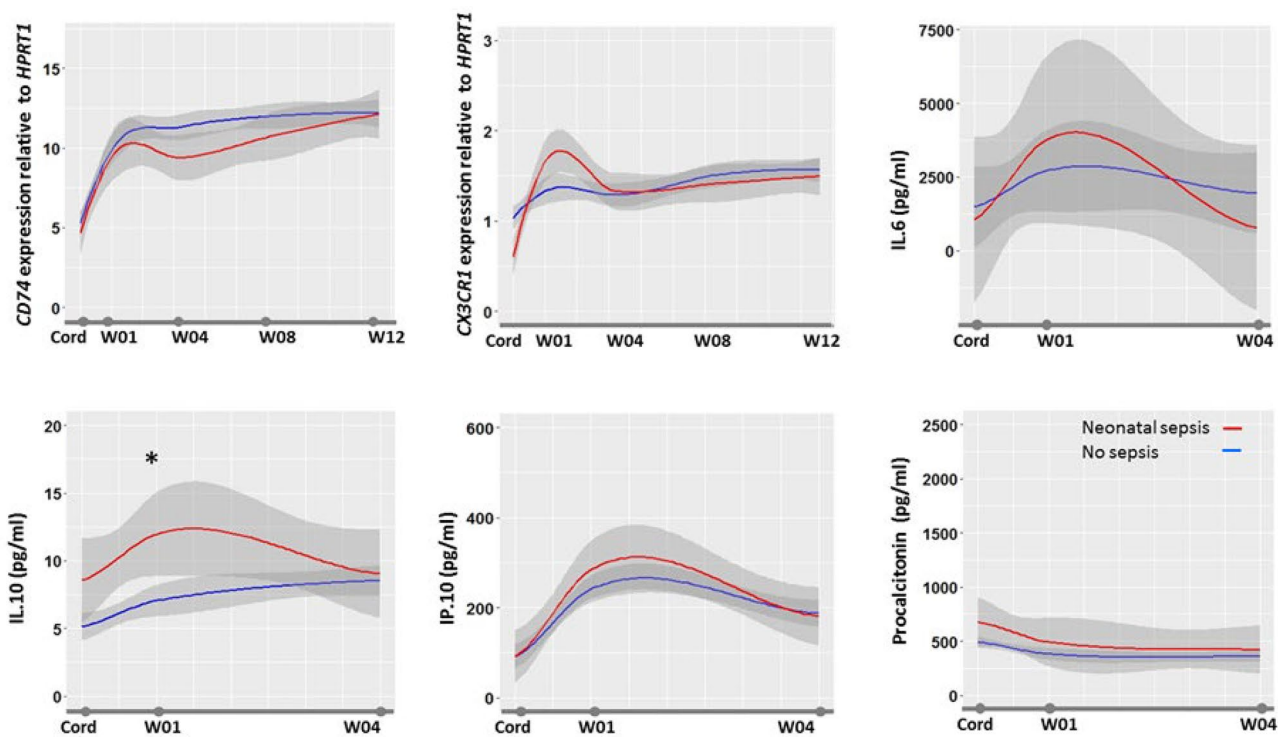 CD74 expression relative to HPRT1
15
10
5
0
Cord W01 W04 W08 W12
CX3CR1 expression relative to HPRT1
3
2
1
0
Cord W01 W04 W08 W12
IL.6 (pg/ml)
7500
5000
2500
0
Cord W01 W04
IL.10 (pg/ml)
20
15
10
5
0
*
Cord W01 W04
IP.10 (pg/ml)
600
400
200
0
Cord W01 W04
Procalcitonin (pg/ml)
2500
2000
1500
1000
500
0
Neonatal sepsis
No sepsis
Cord W01 W04